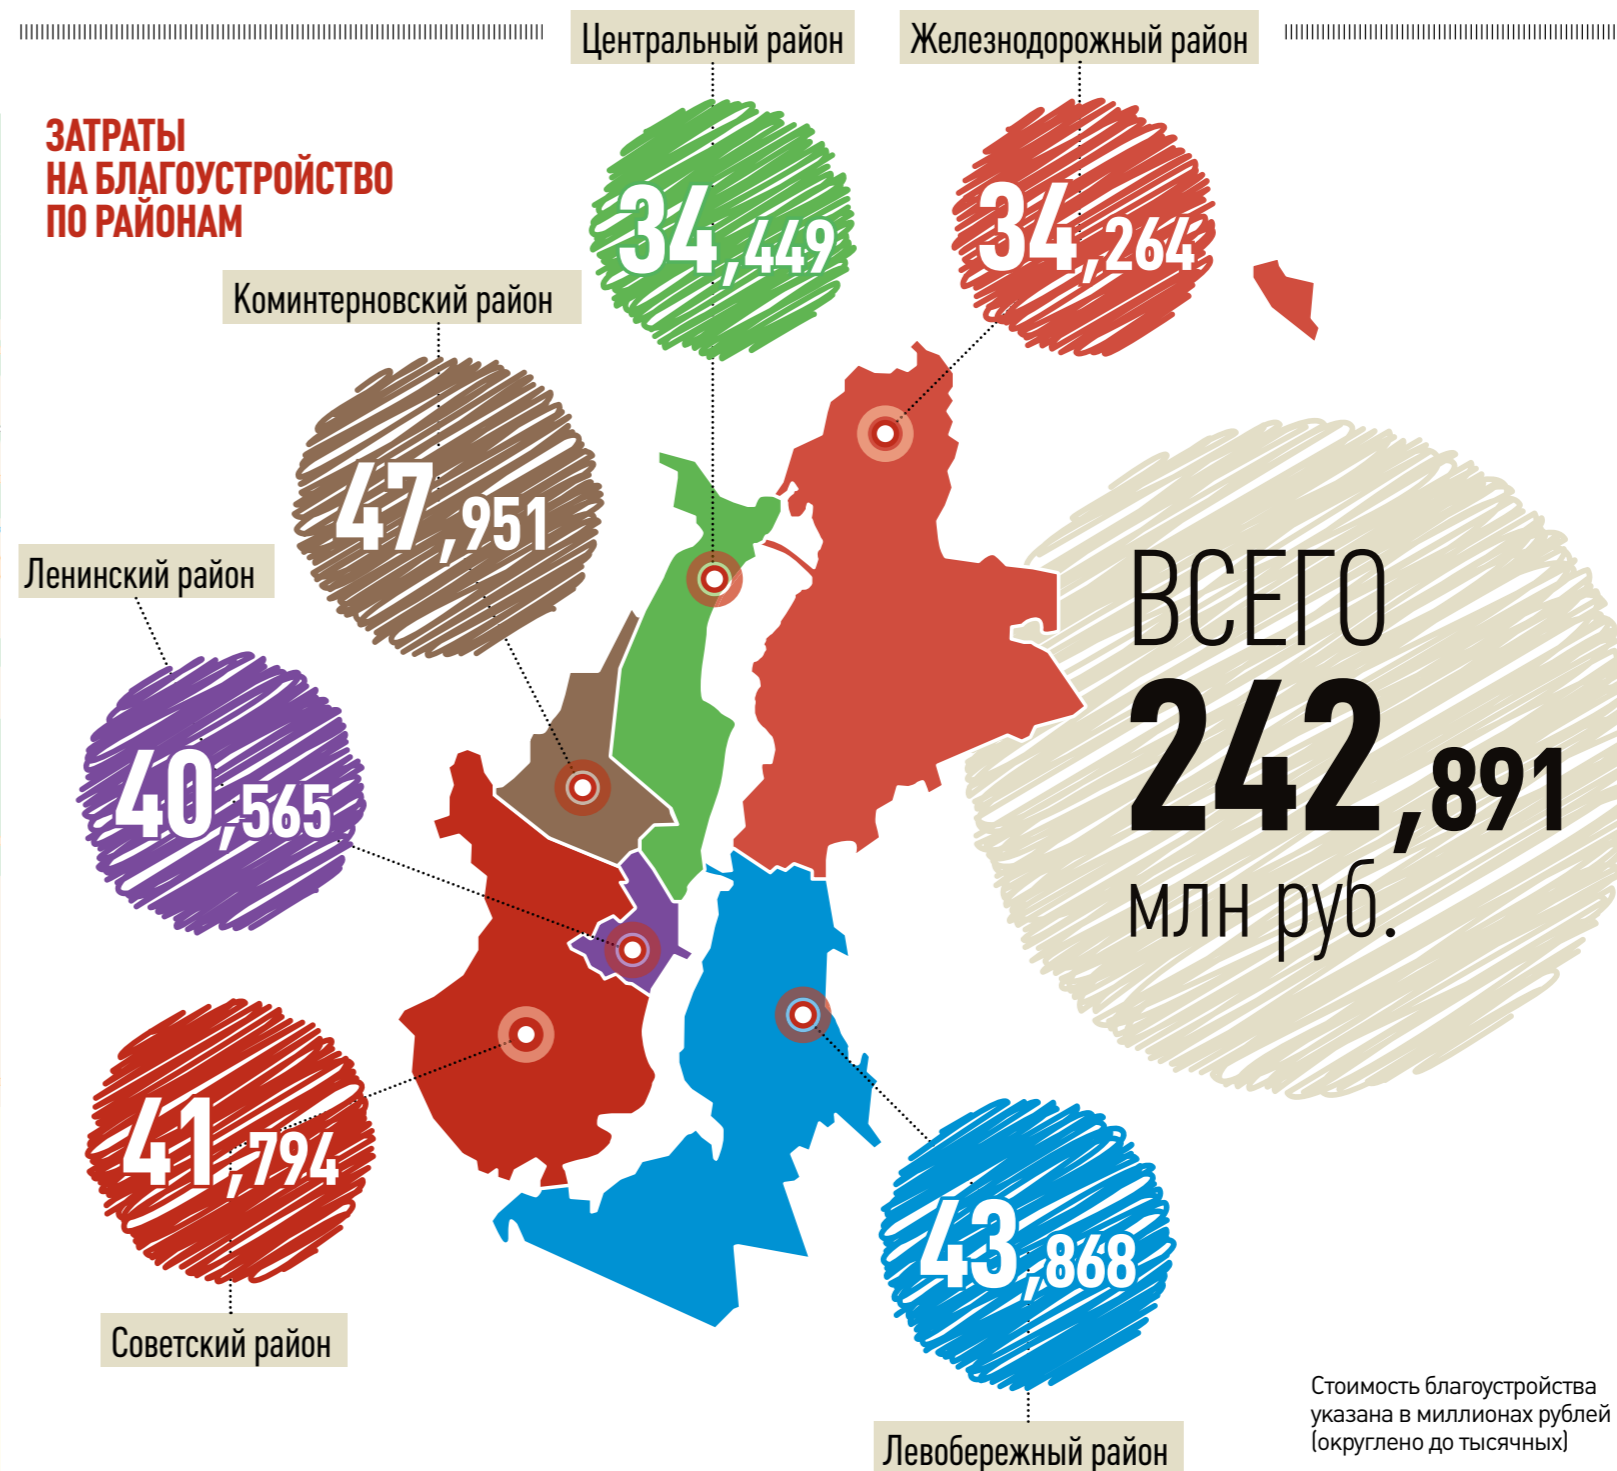 Центральный район
Железнодорожный район
ЗАТРАТЫ
НА БЛАГОУСТРОЙСТВО
ПО РАЙОНАМ
34,449
34,264
Коминтерновский район
47,951
Ленинский район
40,565
ВСЕГО
242,891
млн руб.
41,794
Советский район
43,868
Левобережный район
Стоимость благоустройства
указана в миллионах рублей
(округлено до тысячных)